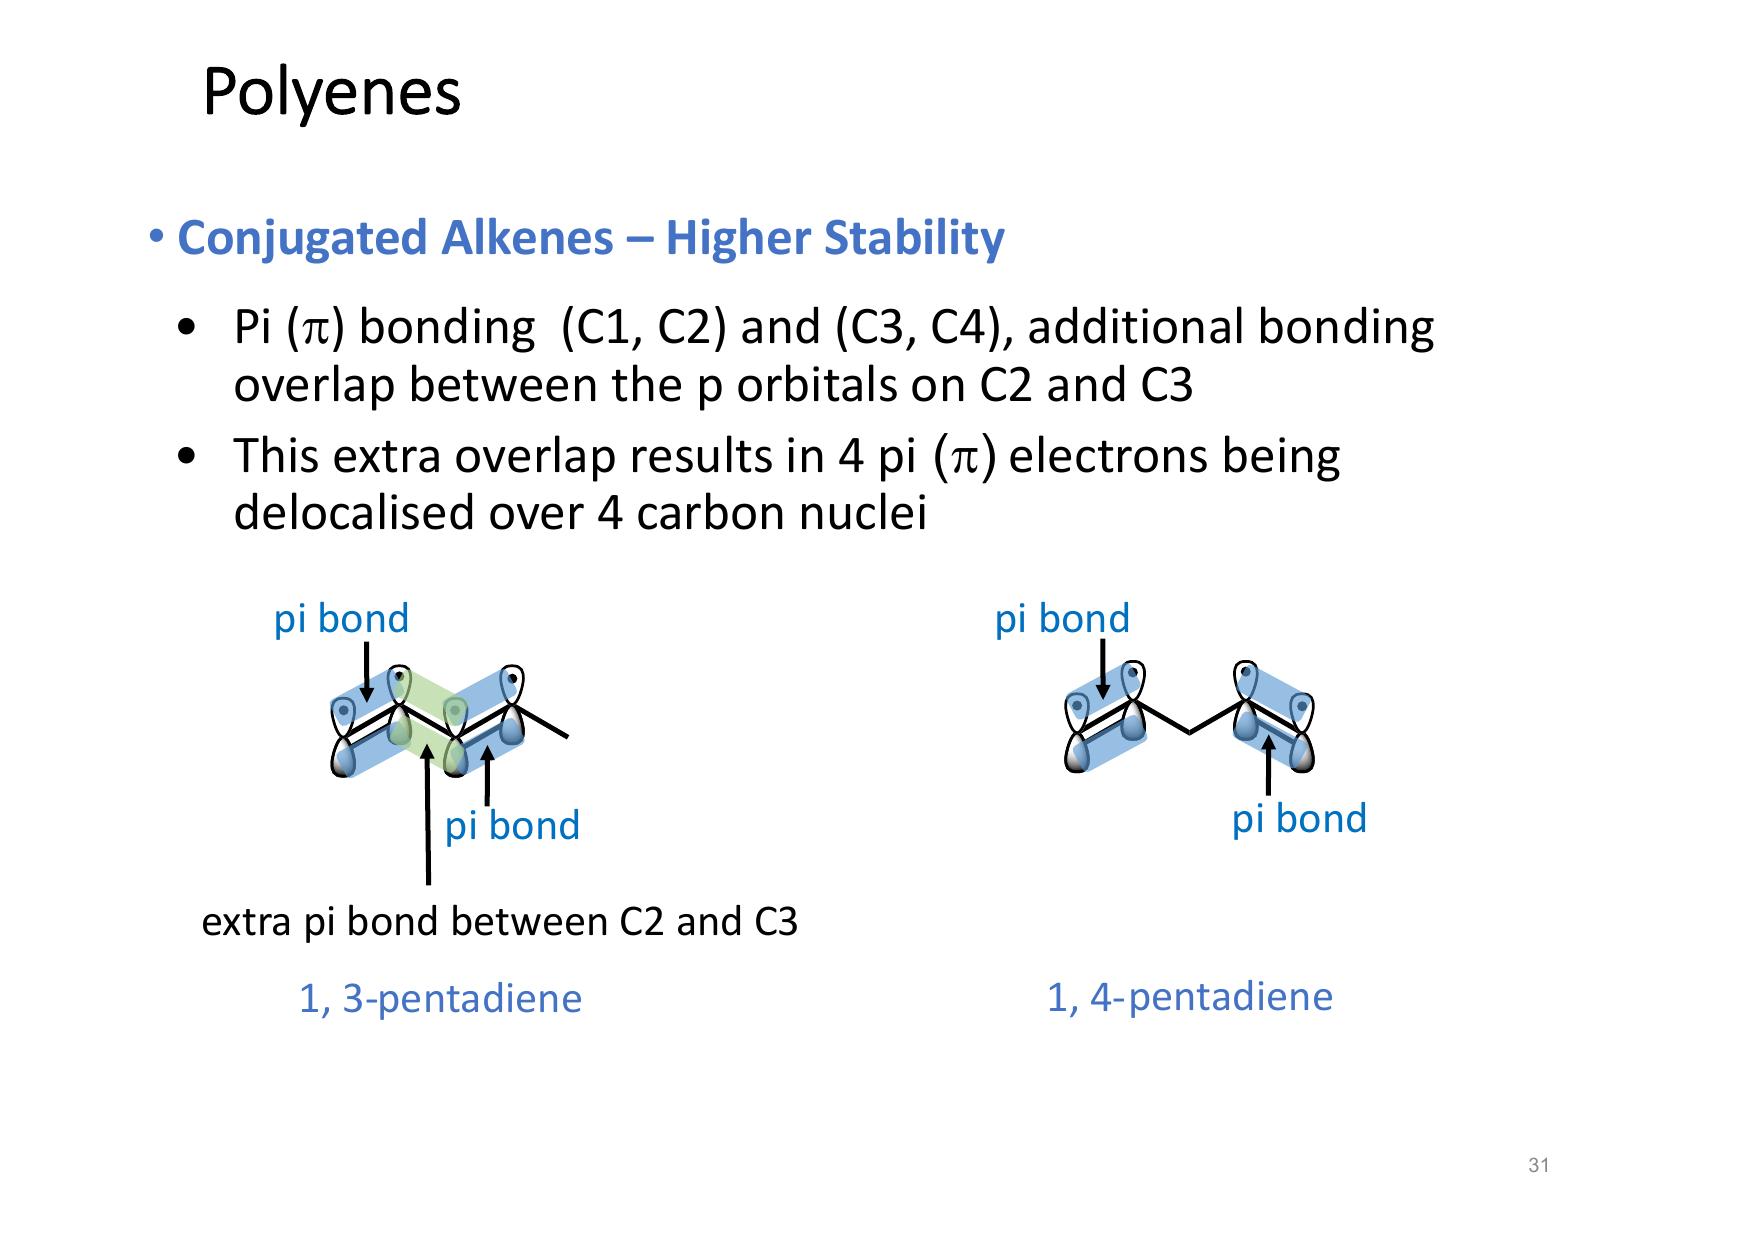 Polyenes
• Conjugated Alkenes – Higher Stability
• Pi (π) bonding (C1, C2) and (C3, C4), additional bonding
overlap between the p orbitals on C2 and C3
• This extra overlap results in 4 pi (π) electrons being
delocalised over 4 carbon nuclei
pi bond
pi bond
pi bond
pi bond
extra pi bond between C2 and C3
1, 3-pentadiene
1, 4-pentadiene
31